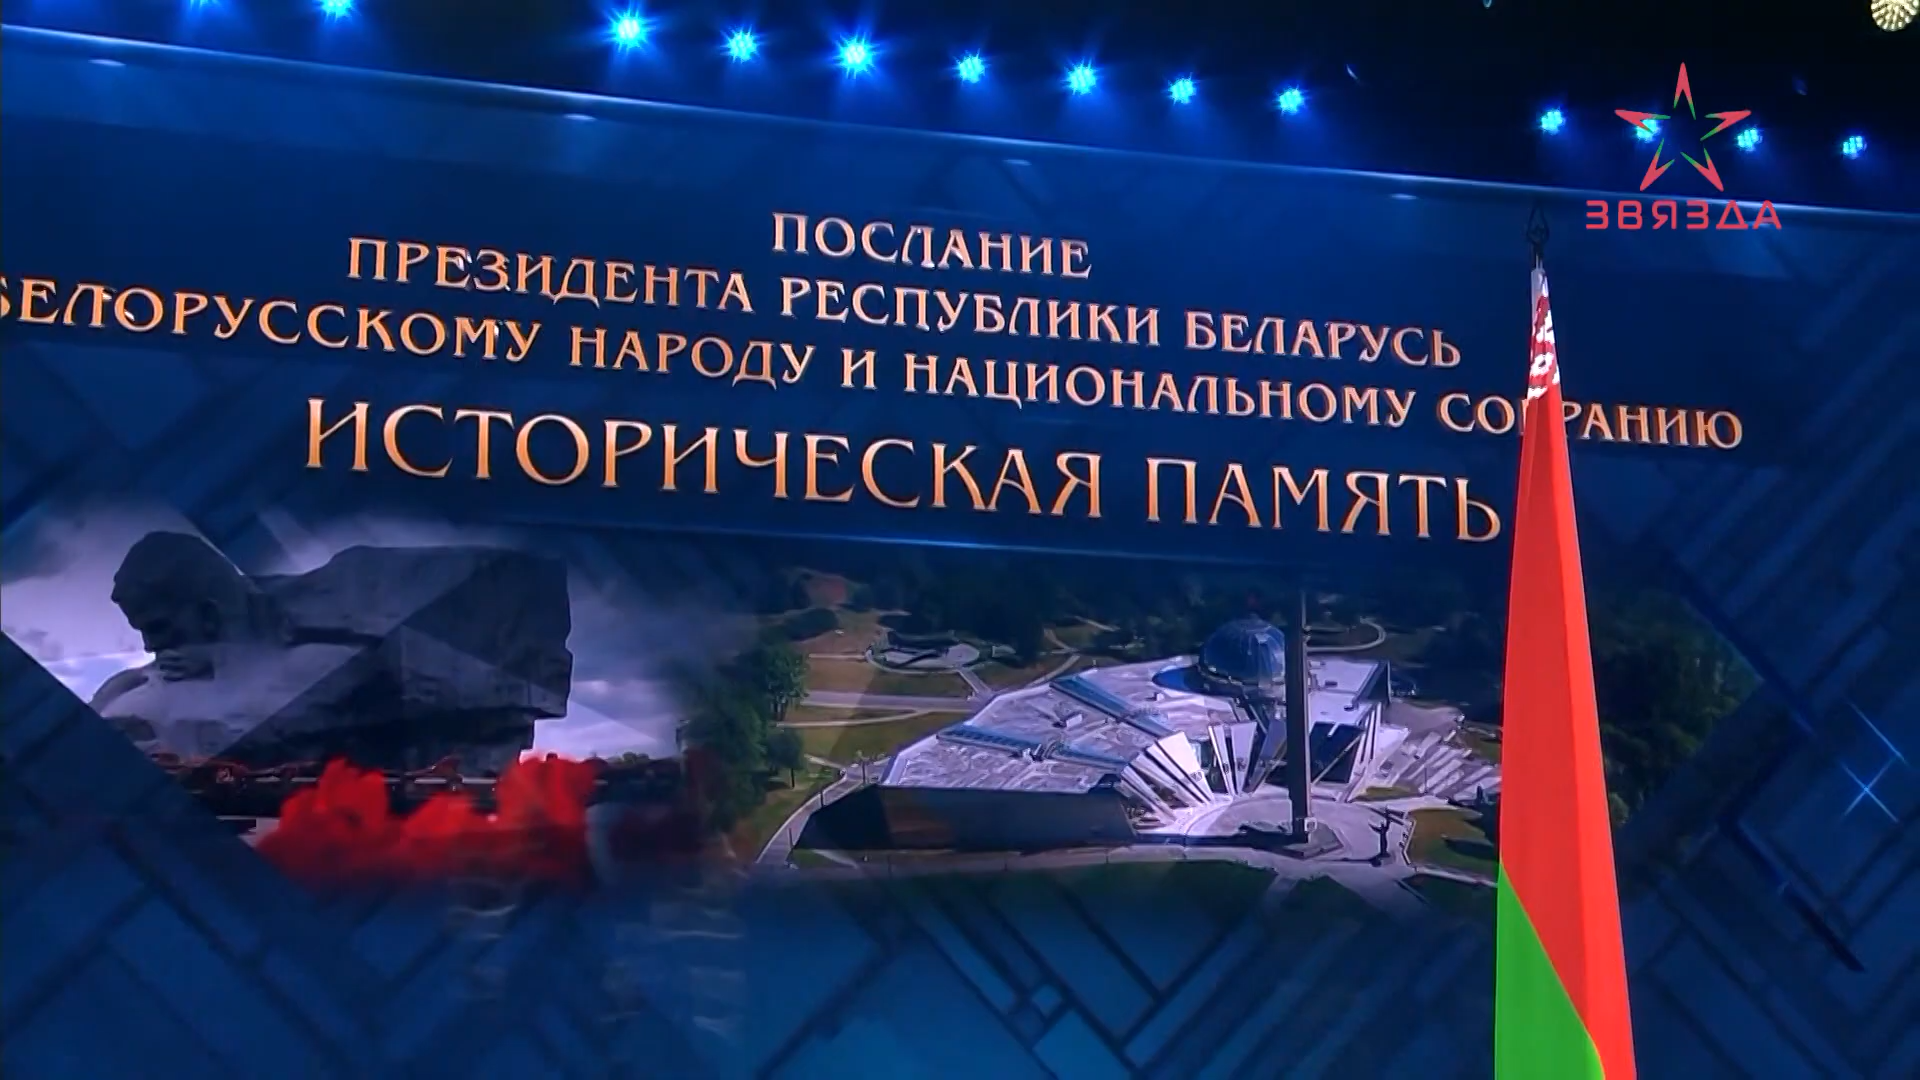 ЗВЯЗДА
ПОСЛАНИЕ
ПРЕЗИДЕНТА РЕСПУБЛИКИ БЕЛАРУСЬ
БЕЛОРУССКОМУ НАРОДУ И НАЦИОНАЛЬНОМУ СОБРАНИЮ
ИСТОРИЧЕСКАЯ ПАМЯТЬ